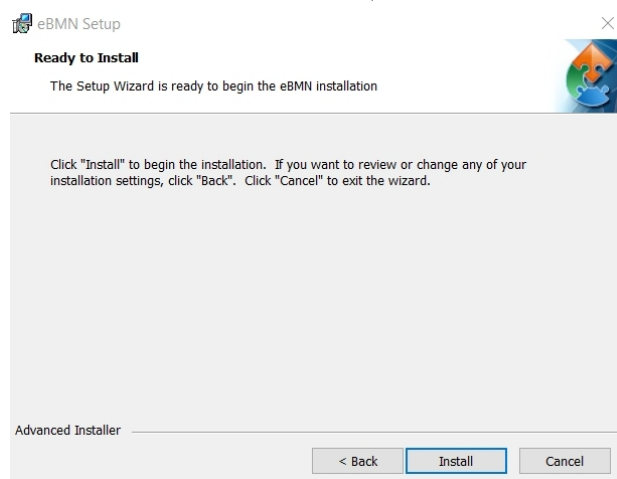 eBMN Setup
Ready to Install
The Setup Wizard is ready to begin the eBMN installation
Click "Install" to begin the installation.  If you want to review or change any of your
installation settings, click "Back".  Click "Cancel" to exit the wizard.
Advanced Installer
< Back
Install
Cancel